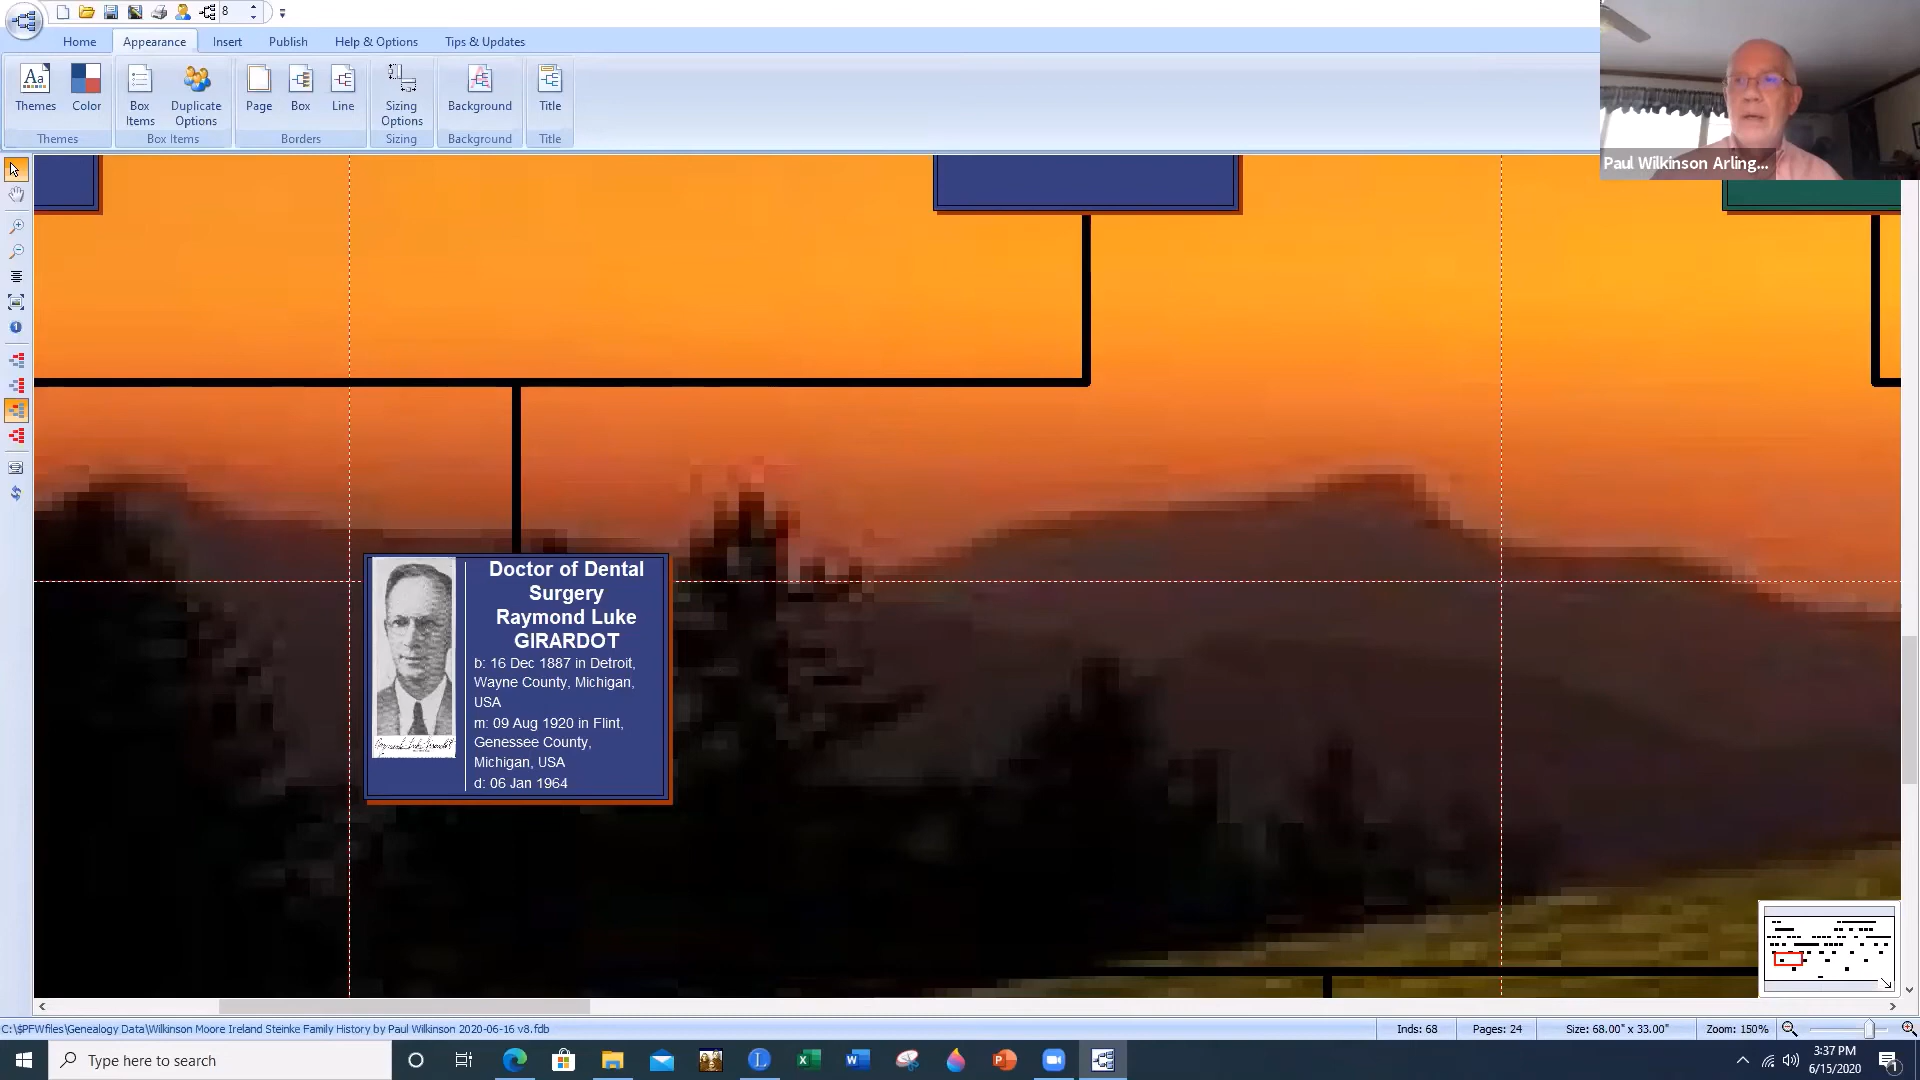 8
Home
Appearance
Insert
Publish
Help & Options
Tips & Updates
Aa
Themes
Color
Box
Items
Duplicate
Options
Page
Box
Line
Sizing
Options
Background
Title
Themes
Box Items
Borders
Sizing
Background
Title
Paul Wilkinson Arling...
Doctor of Dental
Surgery
Raymond Luke
GIRARDOT
b: 16 Dec 1887 in Detroit,
Wayne County, Michigan,
USA
m: 09 Aug 1920 in Flint,
Genessee County,
Michigan, USA
d: 06 Jan 1964
C:\$PFWfiles\Genealogy Data\Wilkinson Moore Ireland Steinke Family History by Paul Wilkinson 2020-06-16 v8.fdb
Inds: 68
Pages: 24
Size: 68.00" x 33.00"
Zoom: 150%
Type here to search
3:37 PM
6/15/2020